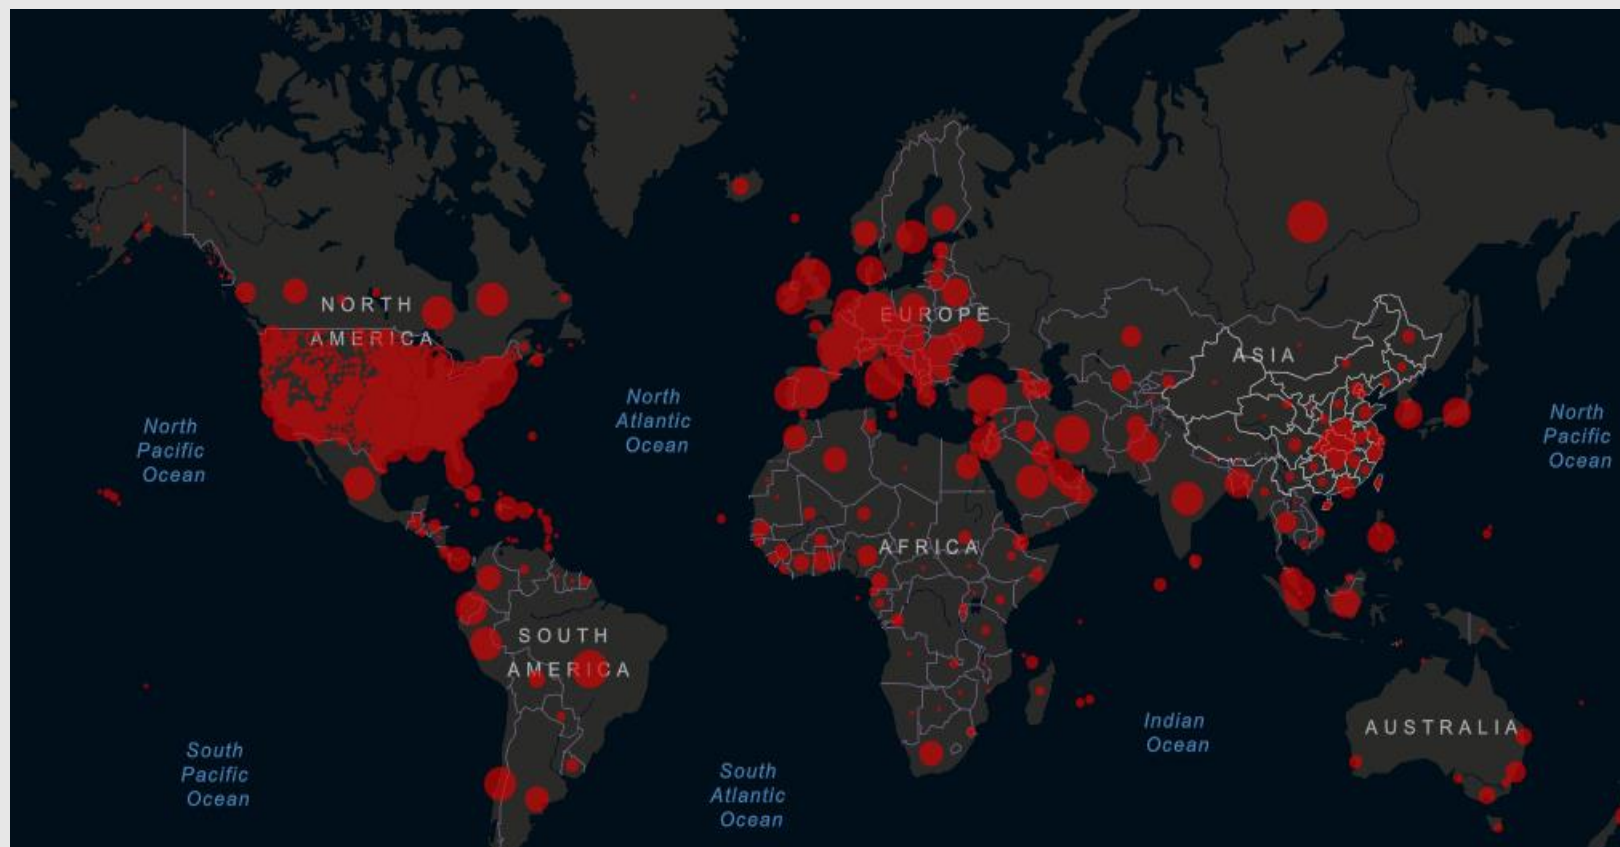 NORTH
AMERICA
EUROPE
ASIA
North
Pacific
Ocean
North
Atlantic
Ocean
North
Pacific
Ocean
AFRICA
SOUTH
AMERICA
Indian
Ocean
AUSTRALIA
South
Pacific
Ocean
South
Atlantic
Ocean